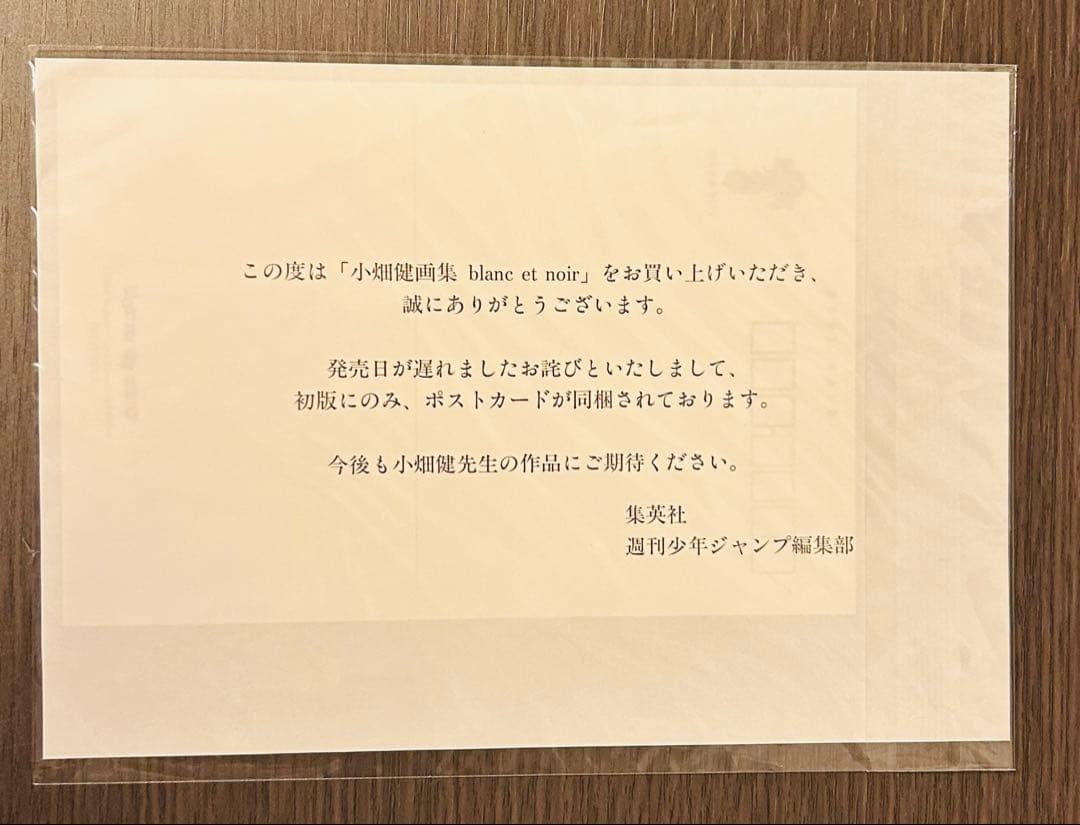 この度は「小畑健画集 blanc et noir」をお買い上げいただき、
誠にありがとうございます。
発売日が遅れましたお詫びといたしまして、
初版にのみ、ポストカードが同梱されております。
今後も小畑健先生の作品にご期待ください。
集英社
週刊少年ジャンプ編集部